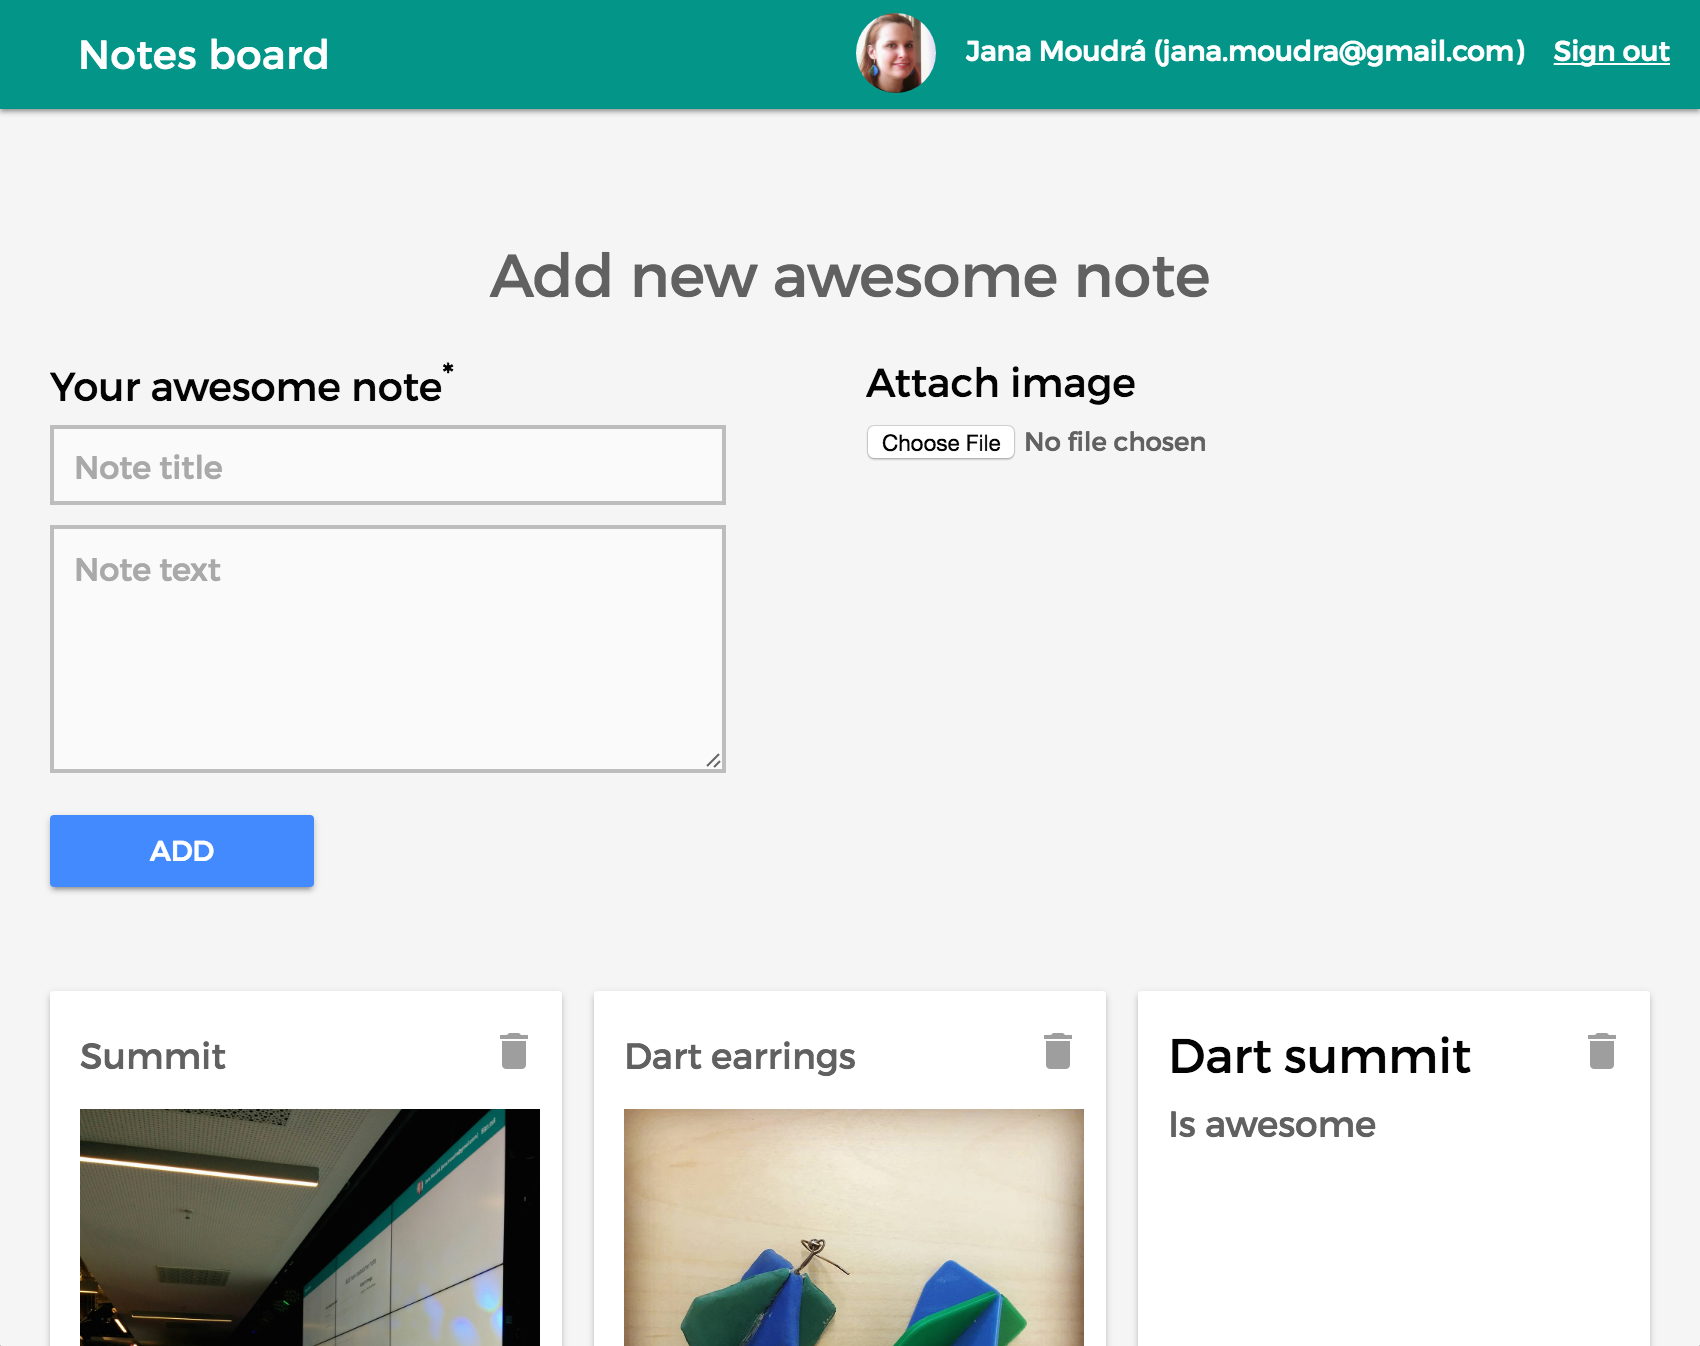 Notes board
Jana Moudrá (jana.moudra@gmail.com)
Sign out
Add new awesome note
Your awesome note*
Note title
Note text
ADD
Attach image
Choose File
No file chosen
Summit
Dart earrings
Dart summit
Is awesome